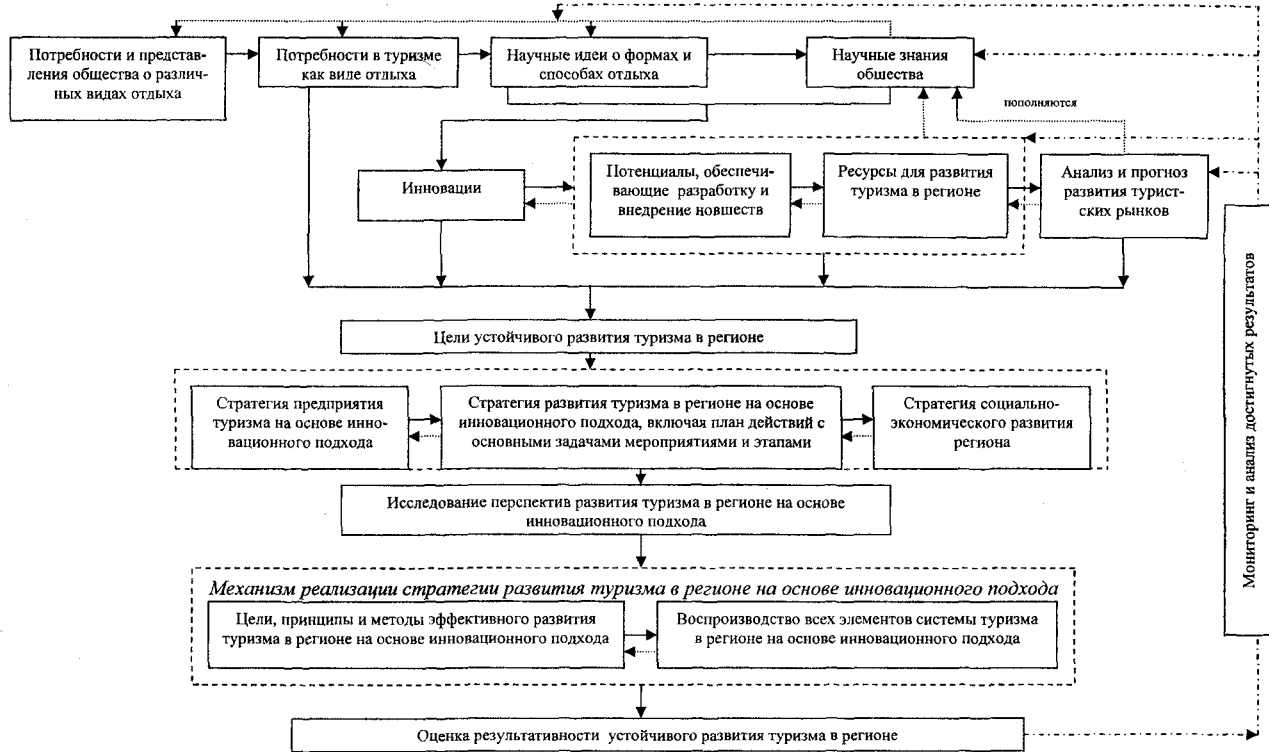 Потребности и представ-
ления общества о различ-
ных видах отдыха
Потребности в туризме
как виде отдыха
Научные идеи о формах и
способах отдыха
Научные знания
общества
пополняются
Инновации
Потенциалы, обеспечи-
вающие разработку и
внедрение новшеств
Ресурсы для развития
туризма в регионе
Анализ и прогноз
развития турист-
ских рынков
Цели устойчивого развития туризма в регионе
Стратегия предприятия
туризма на основе инно-
вационного подхода
Стратегия развития туризма в регионе на основе
инновационного подхода, включая план действий с
основными задачами мероприятиями и этапами
Стратегия социально-
экономического развития
региона
Исследование перспектив развития туризма в регионе на основе
инновационного подхода
Механизм реализации стратегии развития туризма в регионе на основе инновационного подхода
Цели, принципы и методы эффективного развития
туризма в регионе на основе инновационного подхода
Воспроизводство всех элементов системы туризма
в регионе на основе инновационного подхода
Оценка результативности устойчивого развития туризма в регионе
Мониторинг и анализ достигнутых результатов